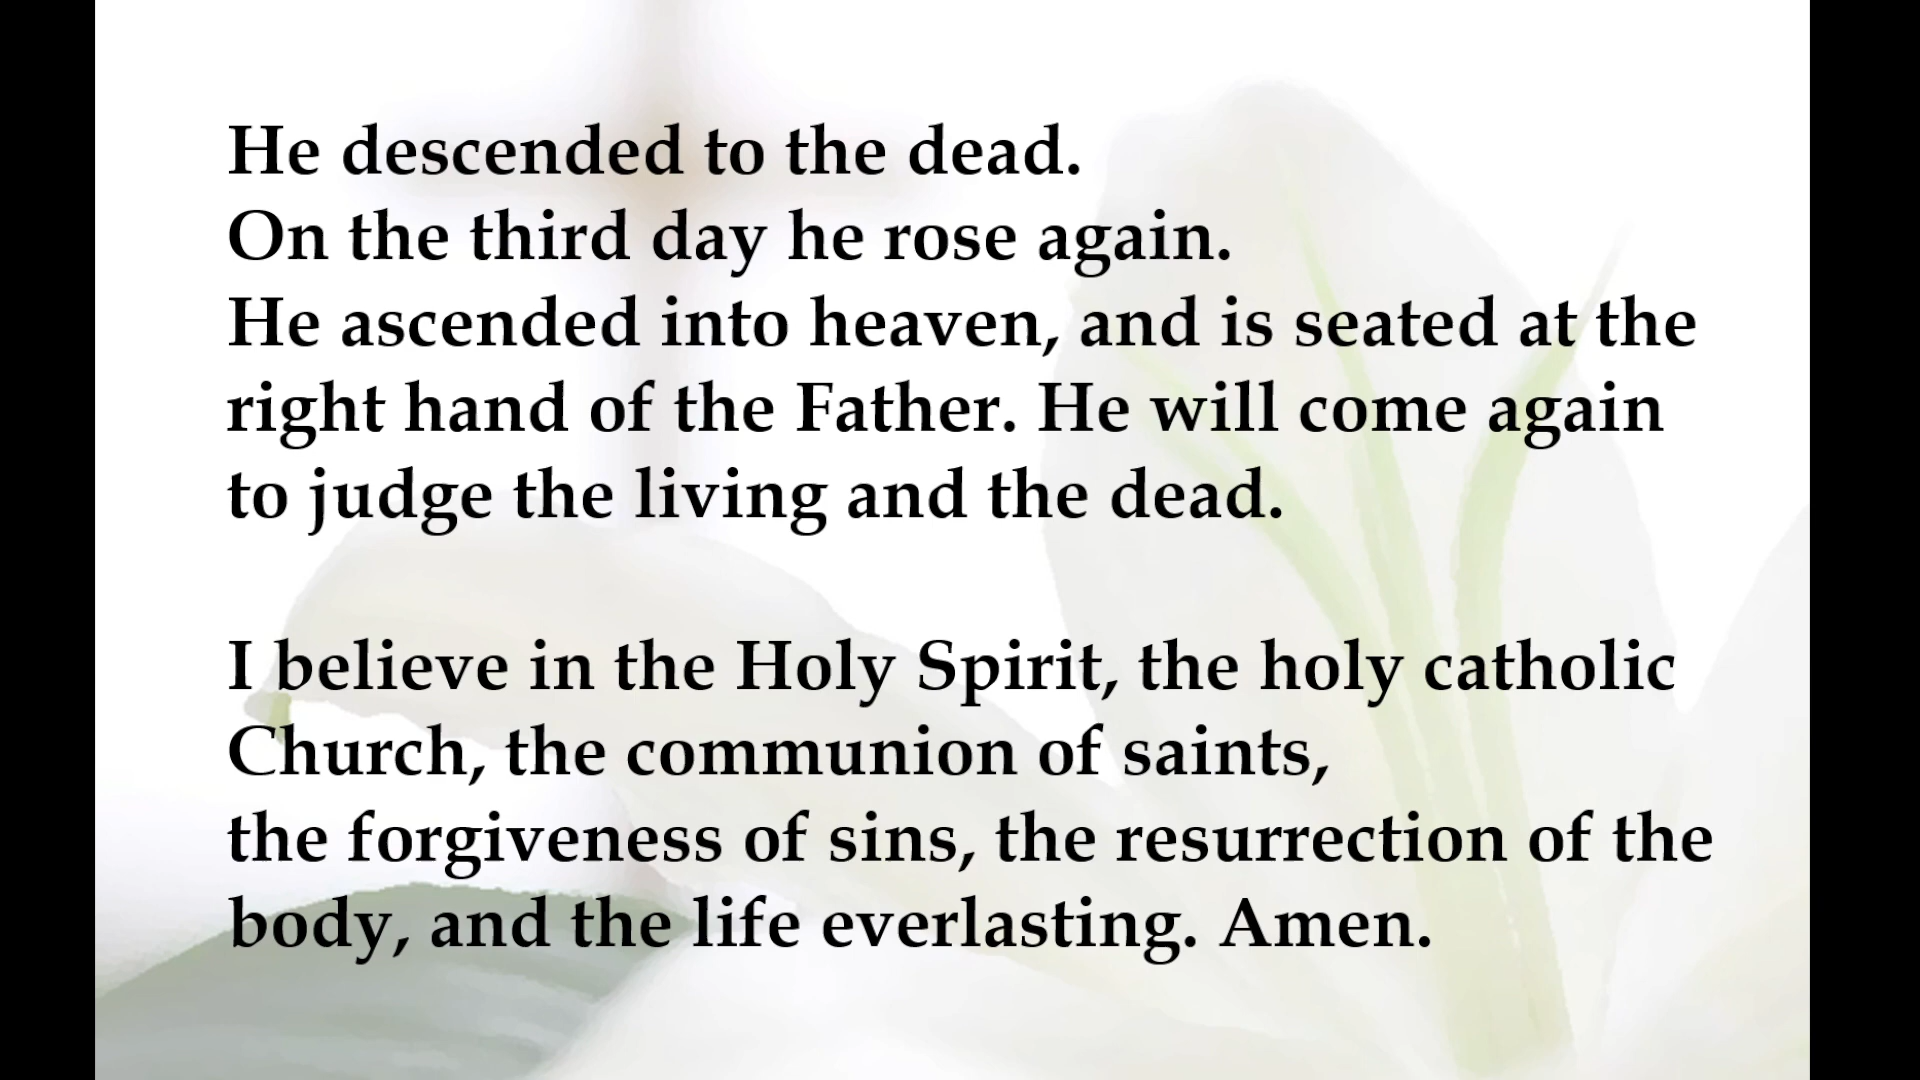 He descended to the dead.
On the third day he rose again.
He ascended into heaven, and is seated at the
right hand of the Father. He will come again
to judge the living and the dead.
I believe in the Holy Spirit, the holy catholic
Church, the communion of saints,
the forgiveness of sins, the resurrection of the
body, and the life everlasting. Amen.